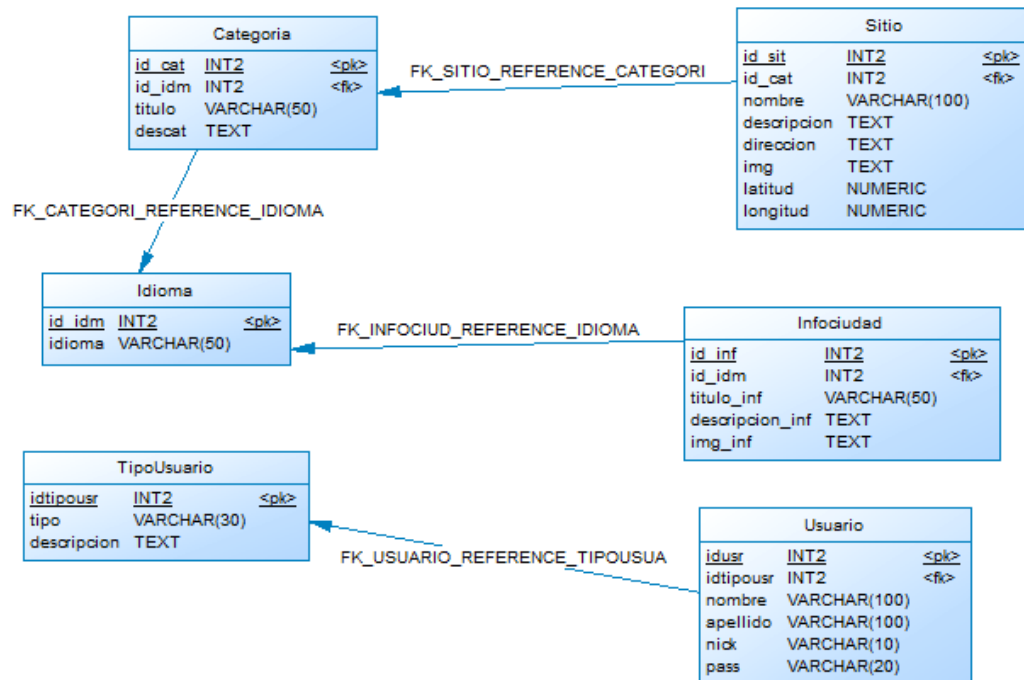 Categoria
id_cat INT2 <pk>
id_idm INT2 <fk>
titulo VARCHAR(50)
descat TEXT
FK_SITIO_REFERENCE_CATEGORI
Sitio
id_sit INT2 <pk>
id_cat INT2 <fk>
nombre VARCHAR(100)
descripcion TEXT
direccion TEXT
img TEXT
latitud NUMERIC
longitud NUMERIC
FK_CATEGORI_REFERENCE_IDIOMA
Idioma
id_idm INT2 <pk>
idioma VARCHAR(50)
FK_INFOCIUD_REFERENCE_IDIOMA
Infociudad
id_inf INT2 <pk>
id_idm INT2 <fk>
titulo_inf VARCHAR(50)
descripcion_inf TEXT
img_inf TEXT
TipoUsuario
idtipousr INT2 <pk>
tipo VARCHAR(30)
descripcion TEXT
FK_USUARIO_REFERENCE_TIPOUSUA
Usuario
idusr INT2 <pk>
idtipousr INT2 <fk>
nombre VARCHAR(100)
apellido VARCHAR(100)
nick VARCHAR(10)
pass VARCHAR(20)